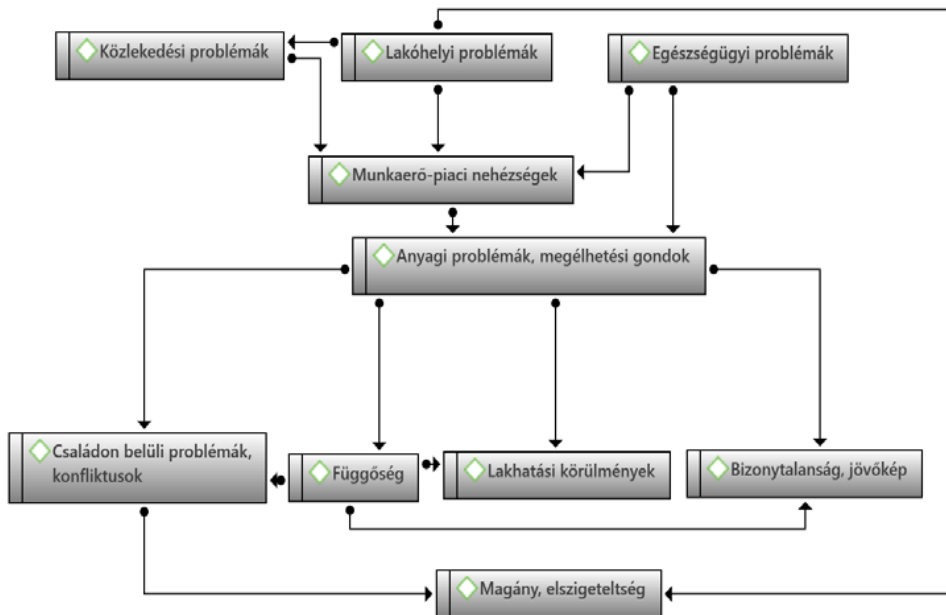 Közlekedési problémák
Lakóhelyi problémák
Egészségügyi problémák
Munkaerő-piaci nehézségek
Anyagi problémák, megélhetési gondok
Családon belüli problémák,
konfliktusok
Függőség
Lakhatási körülmények
Bizonytalanság, jövőkép
Magány, elszigeteltség